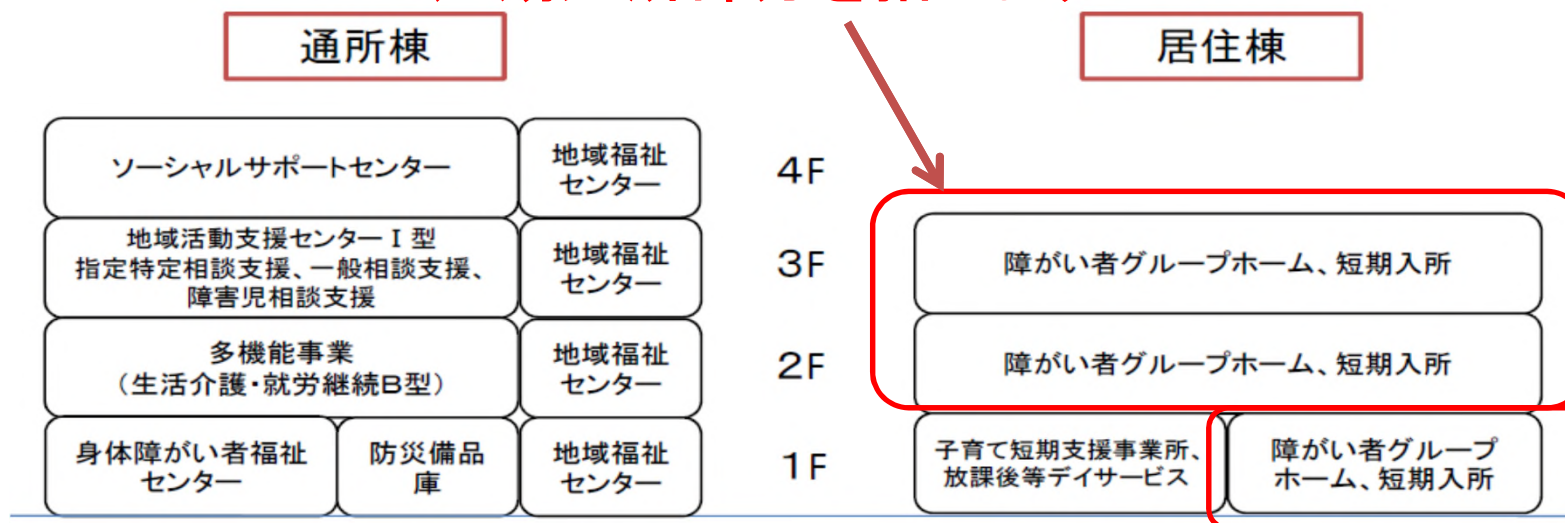 通所棟
居住棟
ソーシャルサポートセンター
地域福祉
センター
4F
地域活動支援センターⅠ型
指定特定相談支援、一般相談支援、
障害児相談支援
地域福祉
センター
3F
障がい者グループホーム、短期入所
多機能事業
（生活介護・就労継続B型）
地域福祉
センター
2F
障がい者グループホーム、短期入所
身体障がい者福祉
センター
防災備品
庫
地域福祉
センター
1F
子育て短期支援事業所、
放課後等デイサービス
障がい者グループ
ホーム、短期入所